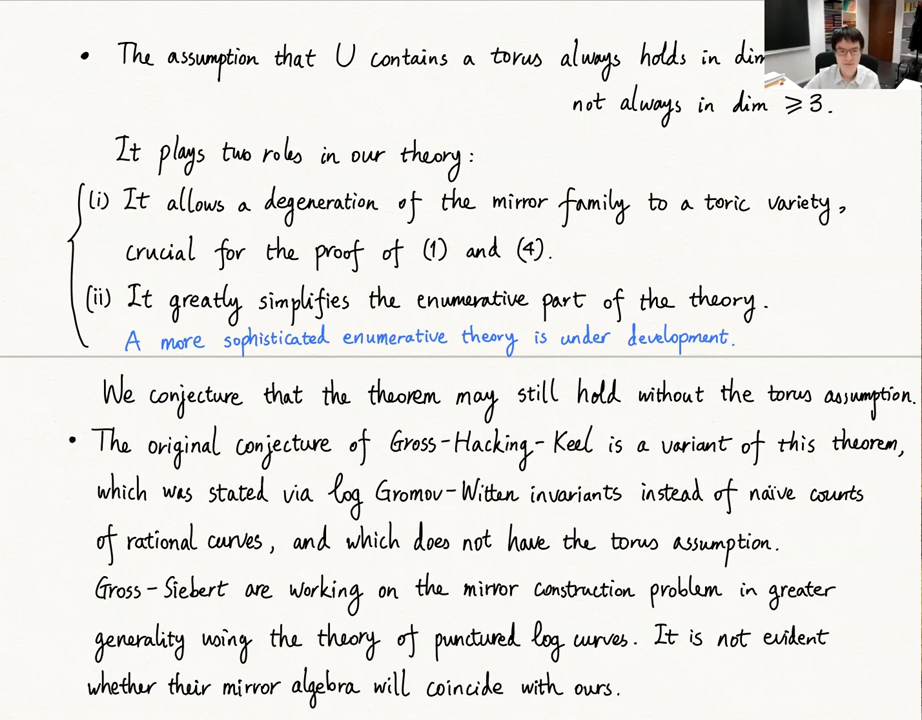 • The assumption that U contains a torus always holds in dim
not always in dim ⩾3.
It plays two roles in our theory:
(i) It allows a degeneration of the mirror family to a toric variety,
crucial for the proof of (1) and (4).
(ii) It greatly simplifies the enumerative part of the theory.
A more sophisticated enumerative theory is under development.
We conjecture that the theorem may still hold without the torus assumption.
• The original conjecture of Gross-Hacking-Keel is a variant of this theorem,
which was stated via log Gromov-Witten invariants instead of naïve counts
of rational curves, and which does not have the torus assumption.
Gross-Siebert are working on the mirror construction problem in greater
generality using the theory of punctured log curves. It is not evident
whether their mirror algebra will coincide with ours.